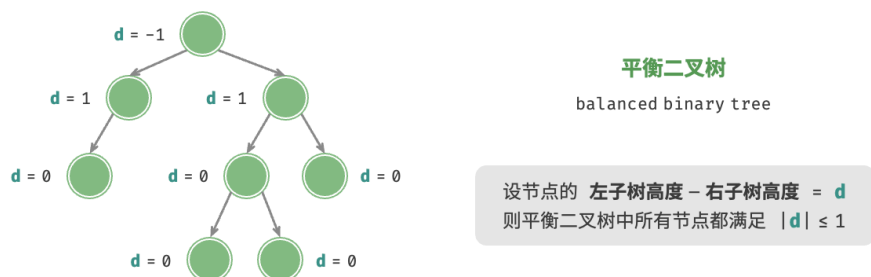 d = -1
平衡二叉树
d = 1
d = 1
balanced binary tree
d = 0
d = 0
d = 0
设节点的 左子树高度 – 右子树高度 = d
则平衡二叉树中所有节点都满足 |d| ≤ 1
d = 0
d = 0